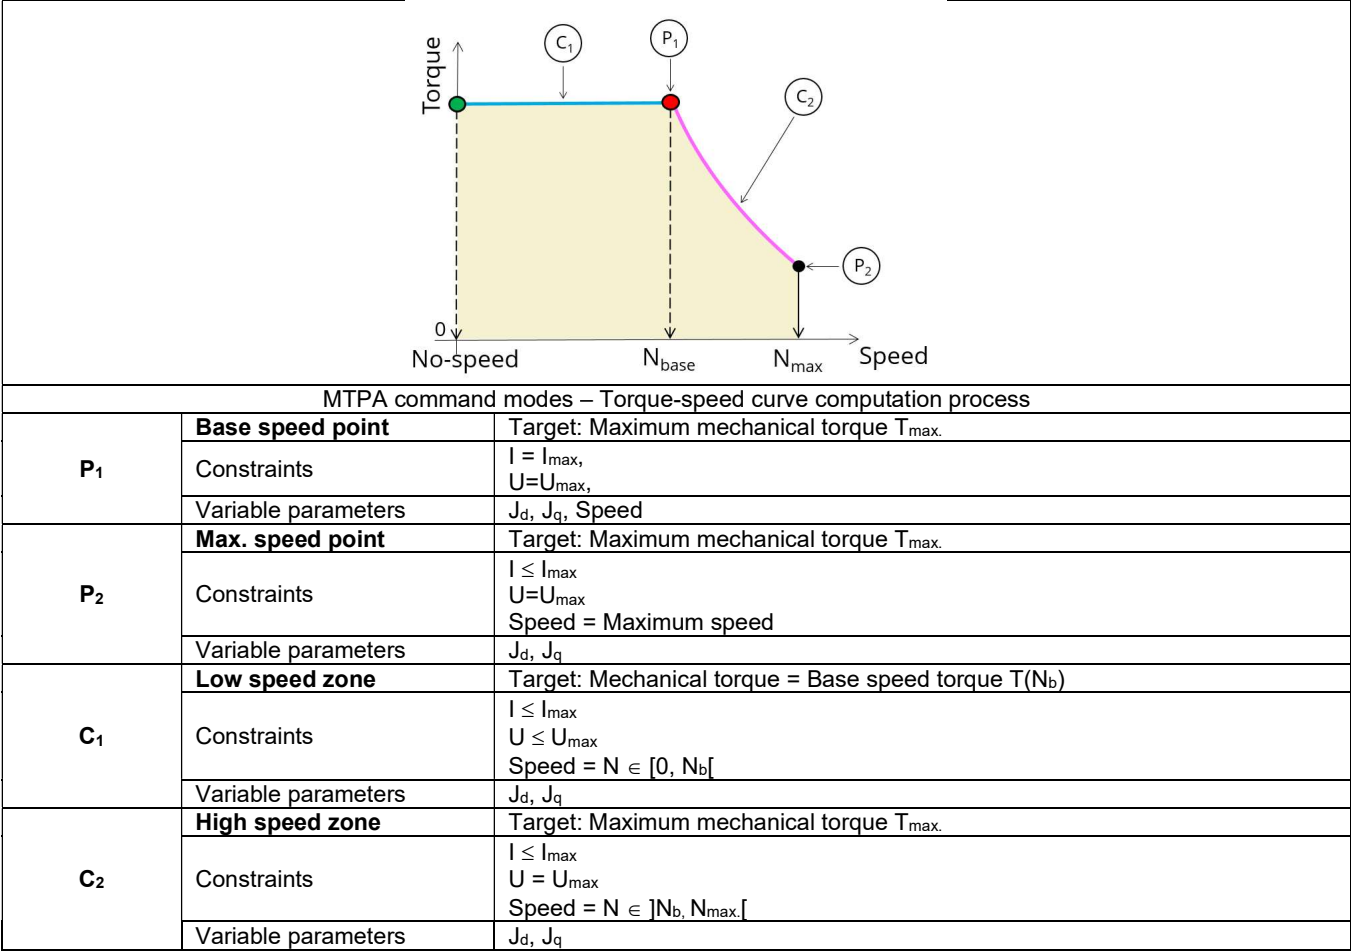 Torque
C1
P1
C2
P2
0
No-speed
Nbase
Nmax
Speed
MTPA command modes – Torque-speed curve computation process
P1
Base speed point
Target: Maximum mechanical torque Tmax.
Constraints
I = Imax,
U=Umax,
Variable parameters
Jd, Jq, Speed
P2
Max. speed point
Target: Maximum mechanical torque Tmax.
Constraints
I ≤ Imax
U=Umax
Speed = Maximum speed
Variable parameters
Jd, Jq
C1
Low speed zone
Target: Mechanical torque = Base speed torque T(Nb)
Constraints
I ≤ Imax
U ≤ Umax
Speed = N ∈ [0, Nb[
Variable parameters
Jd, Jq
C2
High speed zone
Target: Maximum mechanical torque Tmax.
Constraints
I ≤ Imax
U = Umax
Speed = N ∈ ]Nb, Nmax.[
Variable parameters
Jd, Jq